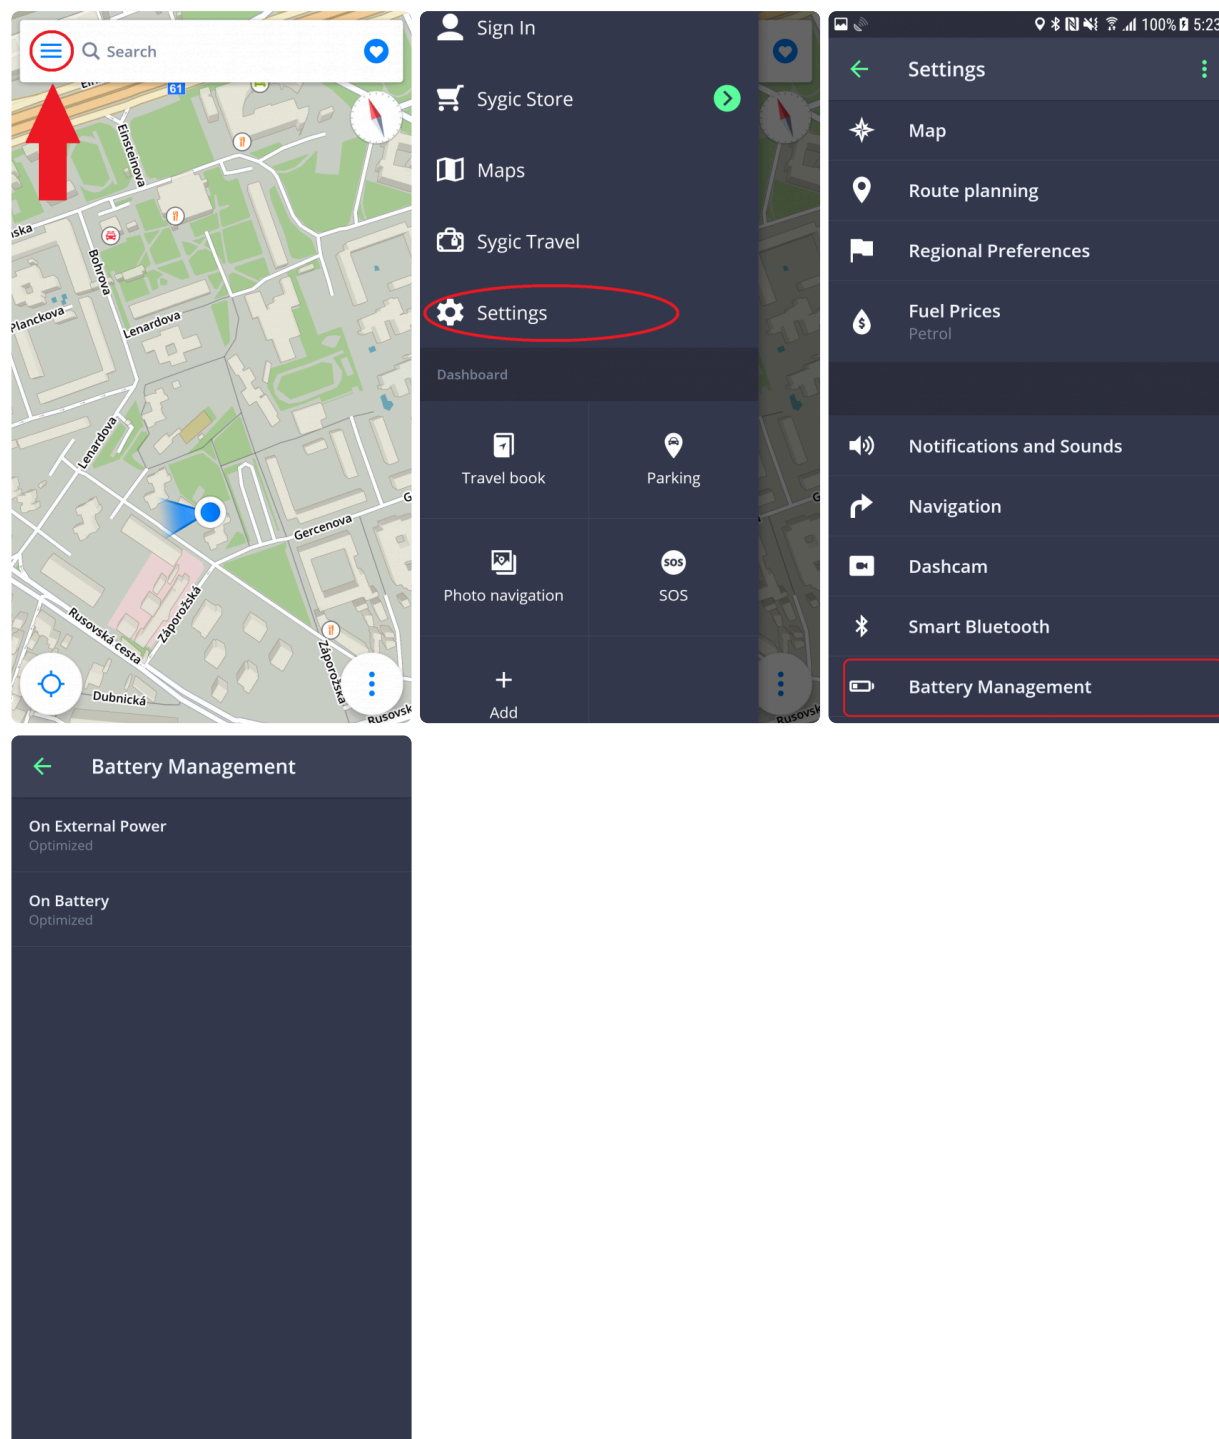 Search
61
Einsteinova
Bohrova
Planckova
Lenardova
Lenardova
Gercenova
Záporožská
Rusovská cesta
Záporožská
Dubnická
Sign In
Sygic Store
Maps
Sygic Travel
Settings
Dashboard
Travel book
Parking
Photo navigation
SOS
SOS
Add
100% 5:23
Settings
Map
Route planning
Regional Preferences
Fuel Prices
Petrol
Notifications and Sounds
Navigation
Dashcam
Smart Bluetooth
Battery Management
Battery Management
On External Power
Optimized
On Battery
Optimized